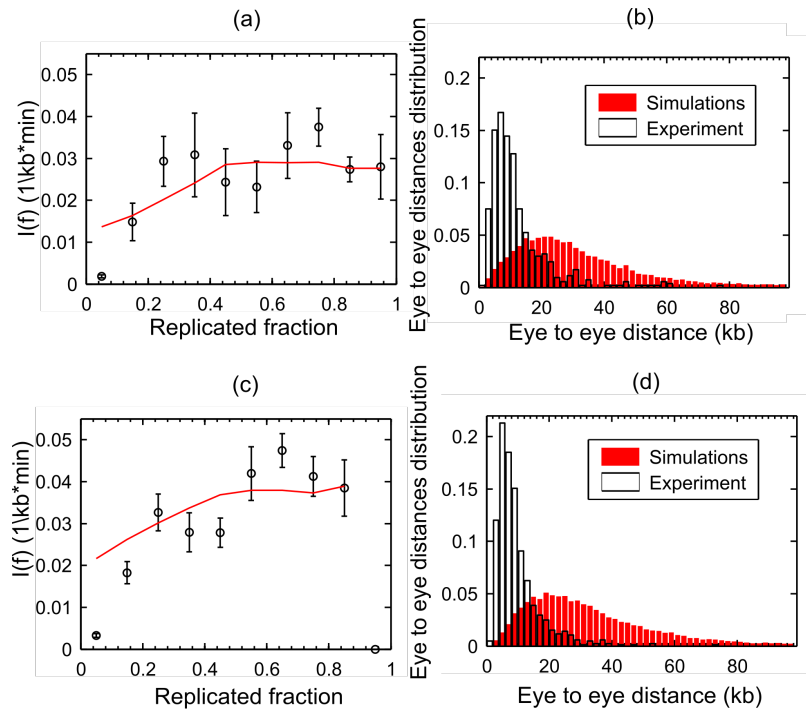 (a)
I(f) (1\kb*min)
0.05
0.04
0.03
0.02
0.01
0
0 0.2 0.4 0.6 0.8 1
Replicated fraction
(b)
Eye to eye distances distribution
0.2
0.15
0.1
0.05
0
Simulations
Experiment
0 20 40 60 80
Eye to eye distance (kb)
(c)
I(f) (1\kb*min)
0.05
0.04
0.03
0.02
0.01
0
0 0.2 0.4 0.6 0.8 1
Replicated fraction
(d)
Eye to eye distances distribution
0.2
0.15
0.1
0.05
0
Simulations
Experiment
0 20 40 60 80
Eye to eye distance (kb)